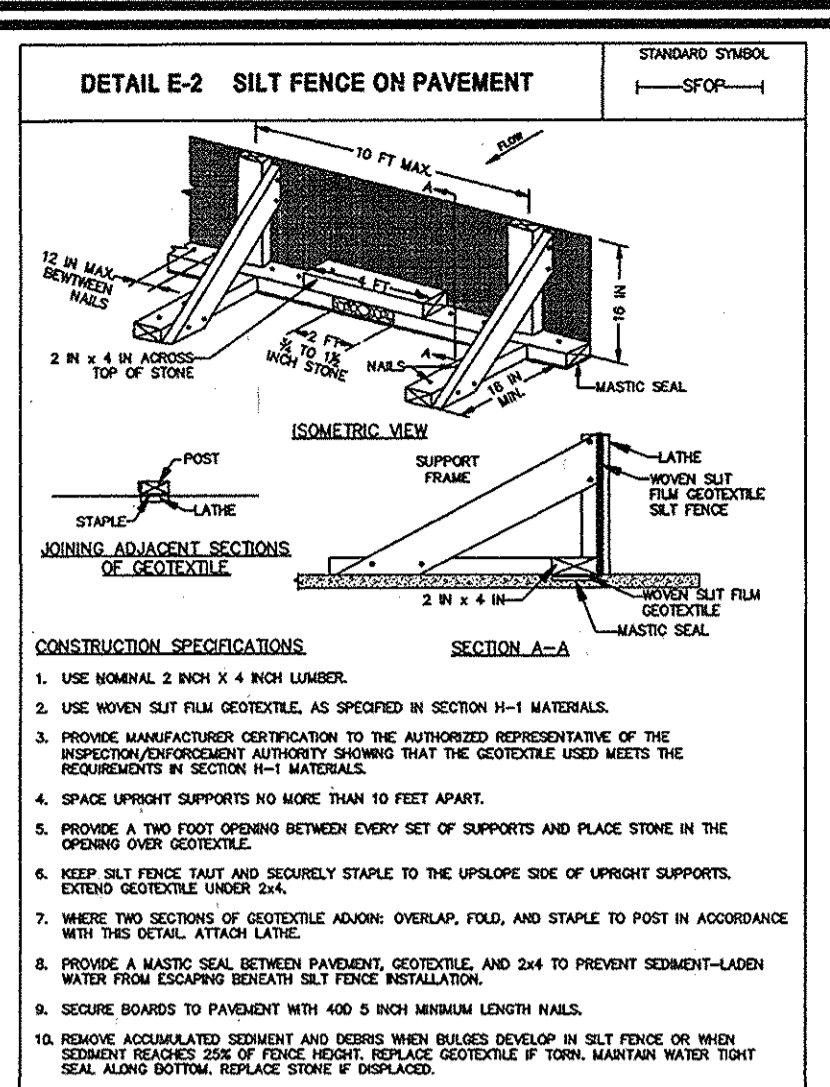 DETAIL E-2 SILT FENCE ON PAVEMENT
STANDARD SYMBOL
SFOP
FLOW
10 FT MAX.
A
12 IN MAX.
BEWTWEEN
NAILS
4 FT
16 IN
2 FT
¾ TO 1½
INCH STONE
2 IN x 4 IN ACROSS
TOP OF STONE
NAILS
A
16 IN
MIN.
MASTIC SEAL
ISOMETRIC VIEW
POST
STAPLE
LATHE
JOINING ADJACENT SECTIONS
OF GEOTEXTILE
SUPPORT
FRAME
LATHE
WOVEN SLIT
FILM GEOTEXTILE
SILT FENCE
2 IN x 4 IN
WOVEN SLIT FILM
GEOTEXTILE
MASTIC SEAL
SECTION A-A
CONSTRUCTION SPECIFICATIONS
1. USE NOMINAL 2 INCH X 4 INCH LUMBER.
2. USE WOVEN SLIT FILM GEOTEXTILE, AS SPECIFIED IN SECTION H-1 MATERIALS.
3. PROVIDE MANUFACTURER CERTIFICATION TO THE AUTHORIZED REPRESENTATIVE OF THE
INSPECTION/ENFORCEMENT AUTHORITY SHOWING THAT THE GEOTEXTILE USED MEETS THE
REQUIREMENTS IN SECTION H-1 MATERIALS.
4. SPACE UPRIGHT SUPPORTS NO MORE THAN 10 FEET APART.
5. PROVIDE A TWO FOOT OPENING BETWEEN EVERY SET OF SUPPORTS AND PLACE STONE IN THE
OPENING OVER GEOTEXTILE.
6. KEEP SILT FENCE TAUT AND SECURELY STAPLE TO THE UPSLOPE SIDE OF UPRIGHT SUPPORTS.
EXTEND GEOTEXTILE UNDER 2x4.
7. WHERE TWO SECTIONS OF GEOTEXTILE ADJOIN: OVERLAP, FOLD, AND STAPLE TO POST IN ACCORDANCE
WITH THIS DETAIL. ATTACH LATHE.
8. PROVIDE A MASTIC SEAL BETWEEN PAVEMENT, GEOTEXTILE, AND 2x4 TO PREVENT SEDIMENT-LADEN
WATER FROM ESCAPING BENEATH SILT FENCE INSTALLATION.
9. SECURE BOARDS TO PAVEMENT WITH 40D 5 INCH MINIMUM LENGTH NAILS.
10. REMOVE ACCUMULATED SEDIMENT AND DEBRIS WHEN BULGES DEVELOP IN SILT FENCE OR WHEN
SEDIMENT REACHES 25% OF FENCE HEIGHT. REPLACE GEOTEXTILE IF TORN. MAINTAIN WATER TIGHT
SEAL ALONG BOTTOM. REPLACE STONE IF DISPLACED.